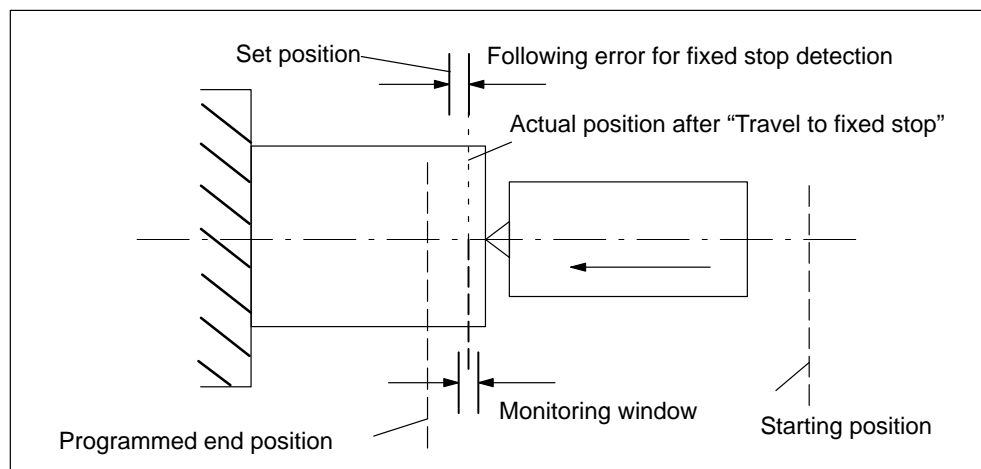 Set position
Following error for fixed stop detection
Actual position after “Travel to fixed stop”
Monitoring window
Starting position
Programmed end position